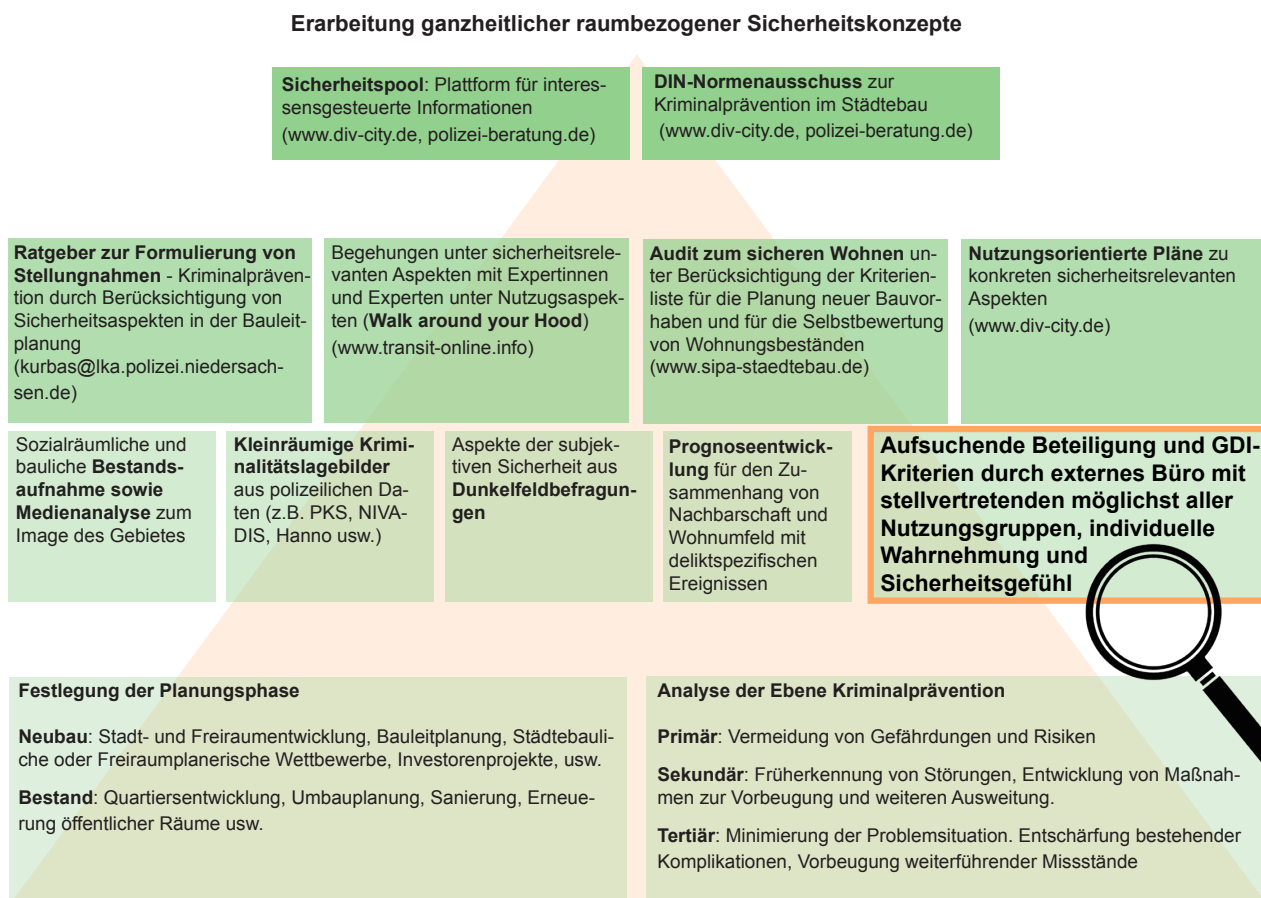 Erarbeitung ganzheitlicher raumbezogener Sicherheitskonzepte
Sicherheitspool: Plattform für interes-
sensgesteuerte Informationen
(www.div-city.de, polizei-beratung.de)
DIN-Normenausschuss zur
Kriminalprävention im Städtebau
(www.div-city.de, polizei-beratung.de)
Ratgeber zur Formulierung von
Stellungnahmen - Kriminalpräven-
tion durch Berücksichtigung von
Sicherheitsaspekten in der Bauleit-
planung
(kurbas@lka.polizei.niedersach-
sen.de)
Begehungen unter sicherheitsrele-
vanten Aspekten mit Expertinnen
und Experten unter Nutzugsaspek-
ten (Walk around your Hood)
(www.transit-online.info)
Audit zum sicheren Wohnen un-
ter Berücksichtigung der Kriterien-
liste für die Planung neuer Bauvor-
haben und für die Selbstbewertung
von Wohnungsbeständen
(www.sipa-staedtebau.de)
Nutzungsorientierte Pläne zu
konkreten sicherheitsrelevanten
Aspekten
(www.div-city.de)
Sozialräumliche und
bauliche Bestands-
aufnahme sowie
Medienanalyse zum
Image des Gebietes
Kleinräumige Krimi-
nalitätslagebilder
aus polizeilichen Da-
ten (z.B. PKS, NIVA-
DIS, Hanno usw.)
Aspekte der subjek-
tiven Sicherheit aus
Dunkelfeldbefragun-
gen
Prognoseentwick-
lung für den Zu-
sammenhang von
Nachbarschaft und
Wohnumfeld mit
deliktspezifischen
Ereignissen
Aufsuchende Beteiligung und GDI-
Kriterien durch externes Büro mit
stellvertretenden möglichst aller
Nutzungsgruppen, individuelle
Wahrnehmung und
Sicherheitsgefühl
Festlegung der Planungsphase
Neubau: Stadt- und Freiraumentwicklung, Bauleitplanung, Städtebauli-
che oder Freiraumplanerische Wettbewerbe, Investorenprojekte, usw.
Bestand: Quartiersentwicklung, Umbauplanung, Sanierung, Erneue-
rung öffentlicher Räume usw.
Analyse der Ebene Kriminalprävention
Primär: Vermeidung von Gefährdungen und Risiken
Sekundär: Früherkennung von Störungen, Entwicklung von Maßnah-
men zur Vorbeugung und weiteren Ausweitung.
Tertiär: Minimierung der Problemsituation. Entschärfung bestehender
Komplikationen, Vorbeugung weiterführender Missstände